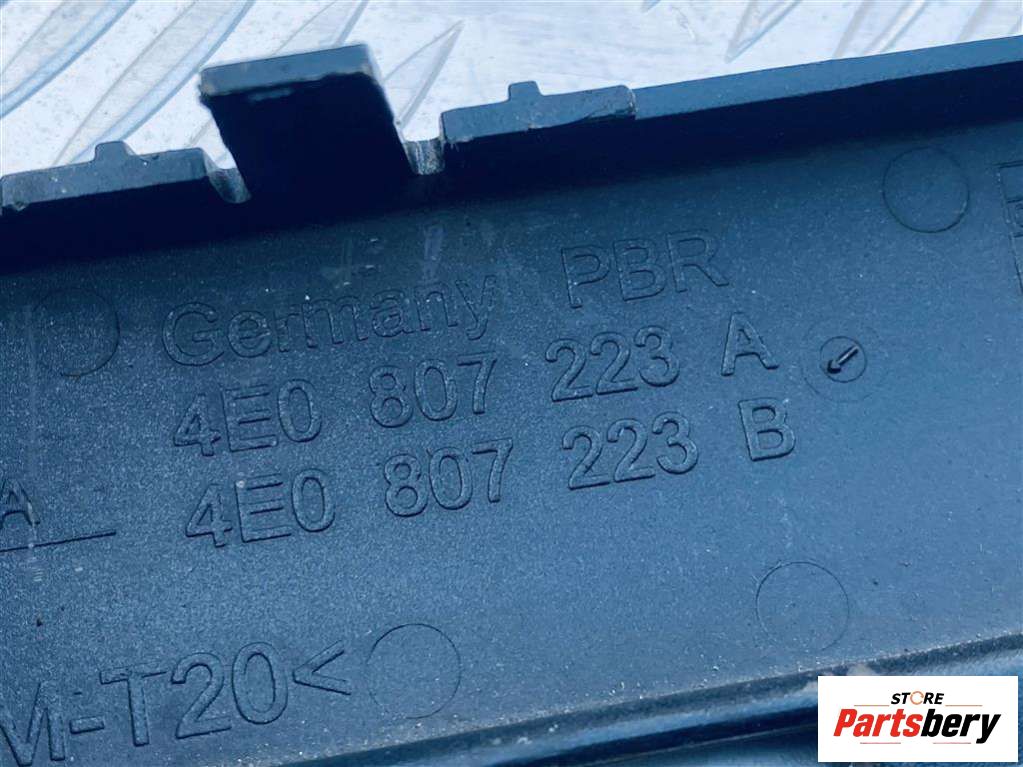 Germany PBR
4E0 807 223 A
4E0 807 223 B
A
M-T20<
STORE
Partsbery